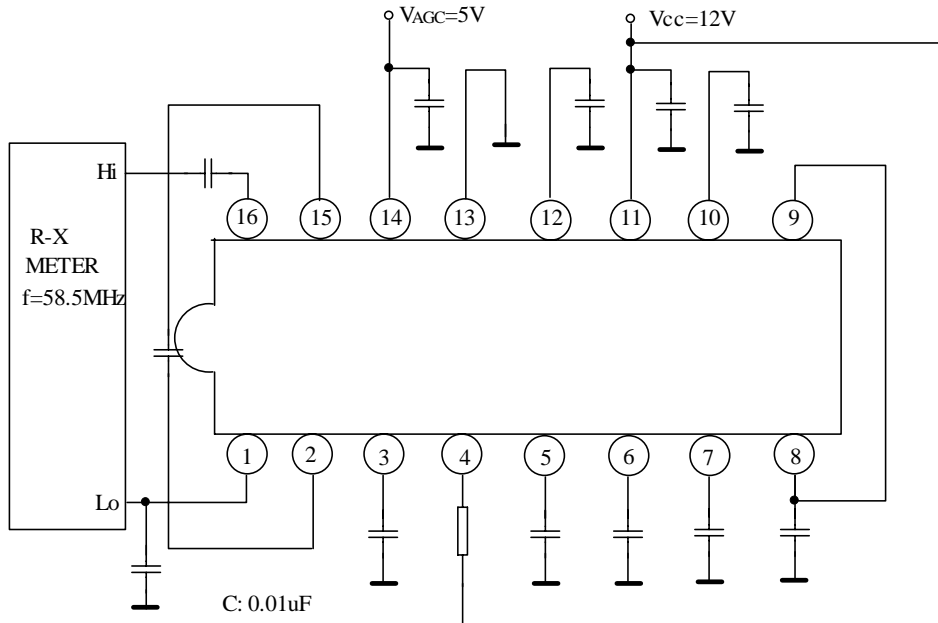 VAGC=5V
Vcc=12V
Hi
16
15
14
13
12
11
10
9
R-X
METER
f=58.5MHz
1
2
3
4
5
6
7
8
Lo
C: 0.01uF